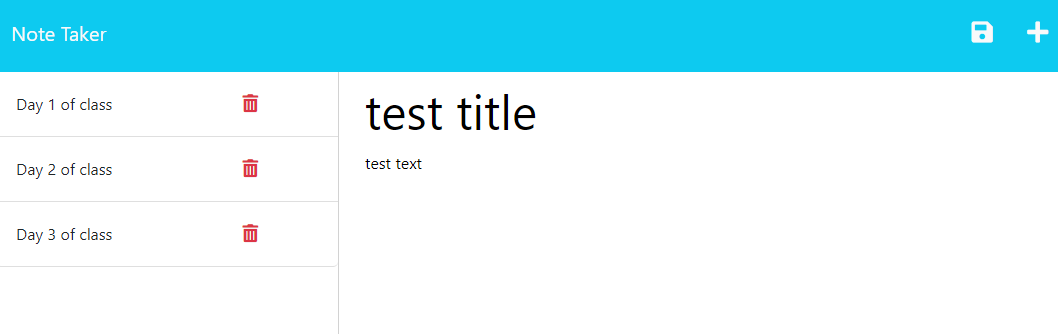 Note Taker
Day 1 of class
Day 2 of class
Day 3 of class
test title
test text